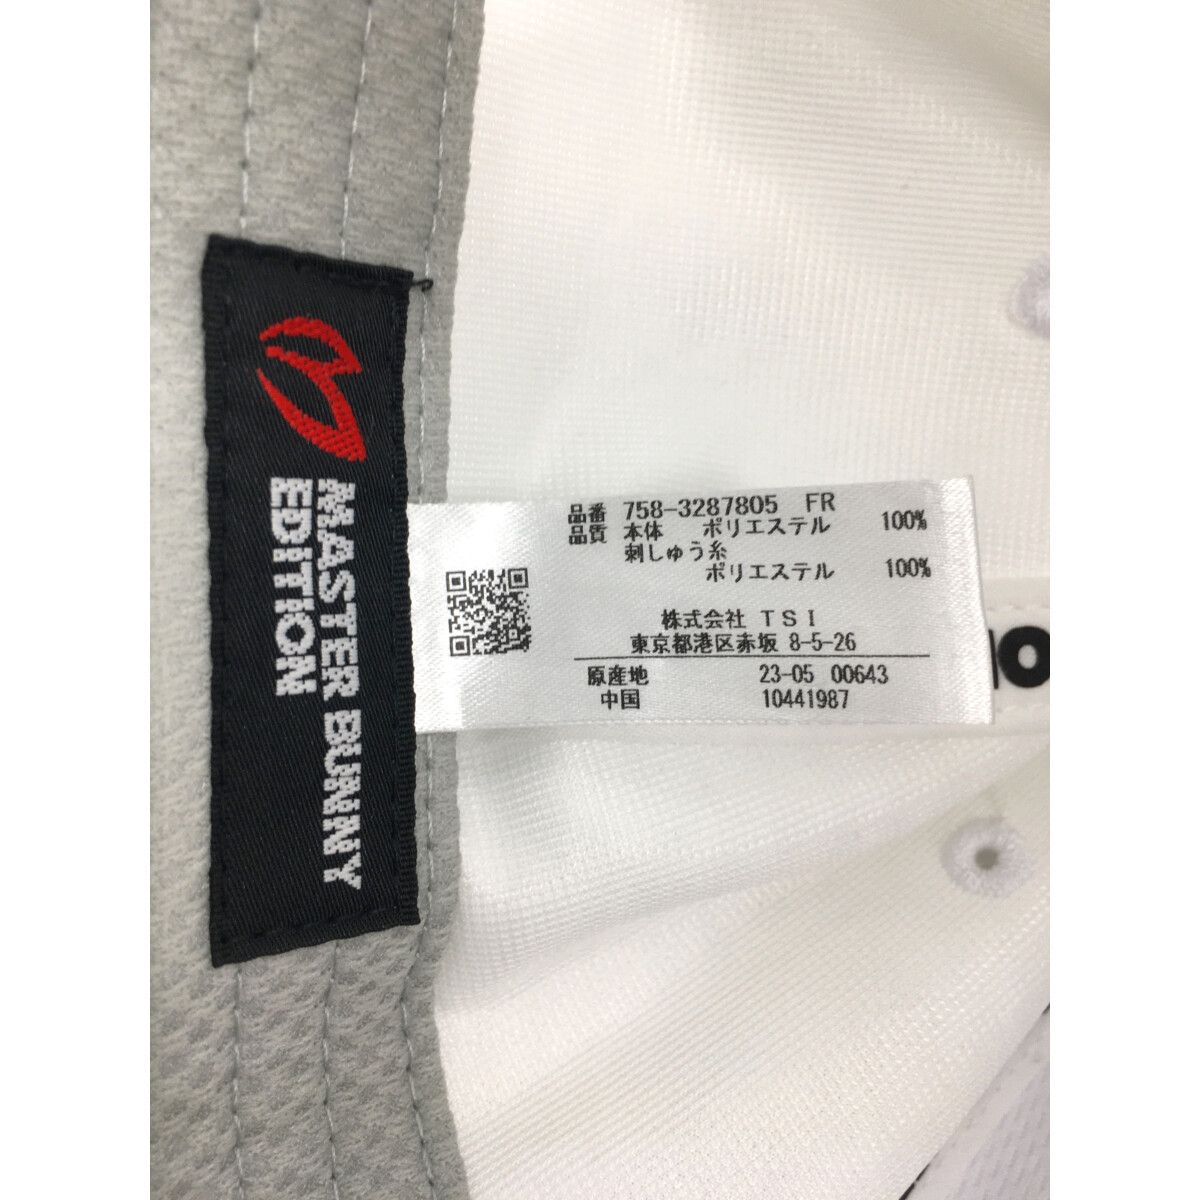 MASTER BUNNY
EDITION
品番 758-3287805 FR
品質 本体 ポリエステル 100%
刺しゅう糸
ポリエステル 100%
株式会社 TSI
東京都港区赤坂 8-5-26
原産地 23-05 00643
中国 10441987